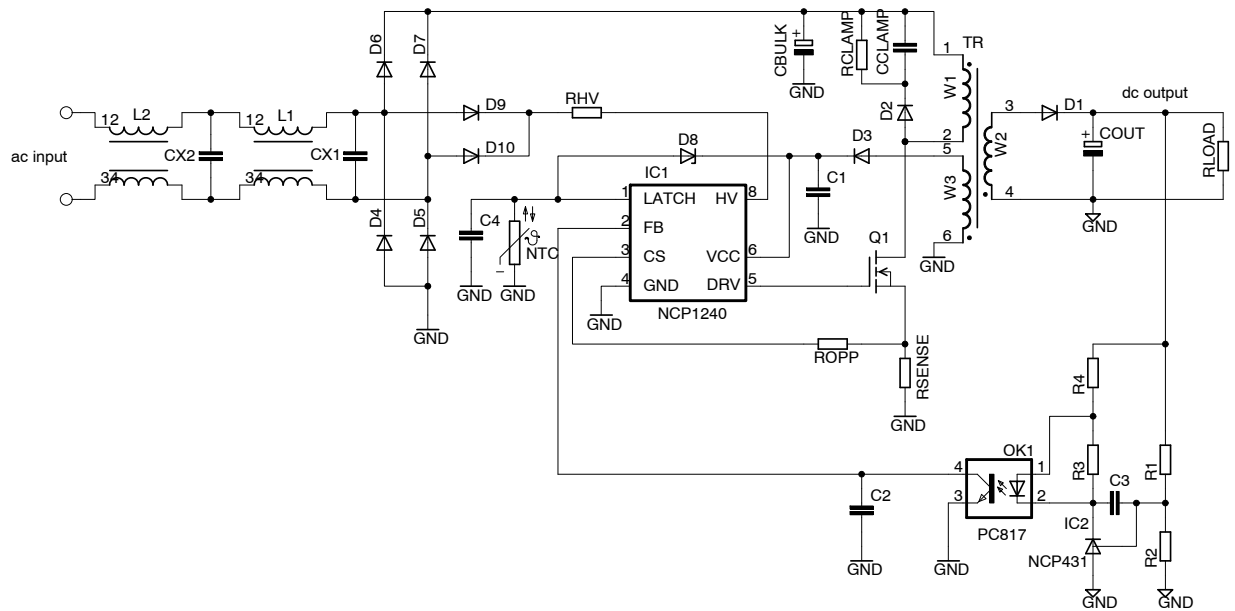 D6
D7
CBULK
+
RCLAMP
CCLAMP
1
TR
W1
D2
2
5
W3
6
GND
3
W2
4
D1
dc output
+
COUT
RLOAD
GND
GND
12
L2
12
L1
D9
RHV
D10
ac input
CX2
CX1
34
34
D8
D3
IC1
C1
GND
D4
D5
C4
NTC
GND
GND
GND
1
LATCH
HV
8
2
FB
3
CS
VCC
6
4
GND
DRV
5
GND
NCP1240
Q1
ROPP
RSENSE
GND
R4
OK1
4
1
3
2
PC817
R3
C3
R1
IC2
NCP431
R2
C2
GND
GND
GND
GND